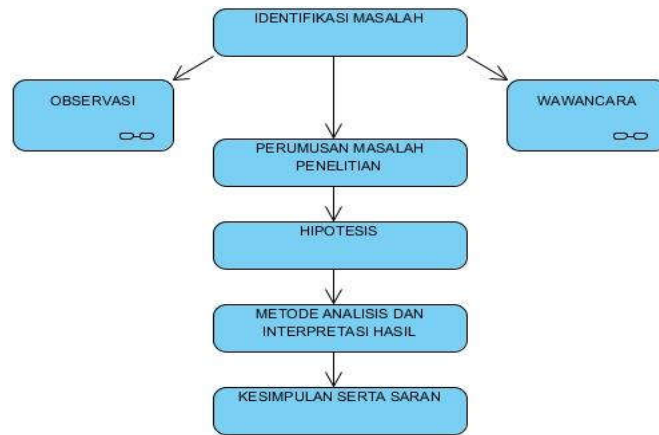 IDENTIFIKASI MASALAH
OBSERVASI
WAWANCARA
PERUMUSAN MASALAH
PENELITIAN
HIPOTESIS
METODE ANALISIS DAN
INTERPRETASI HASIL
KESIMPULAN SERTA SARAN